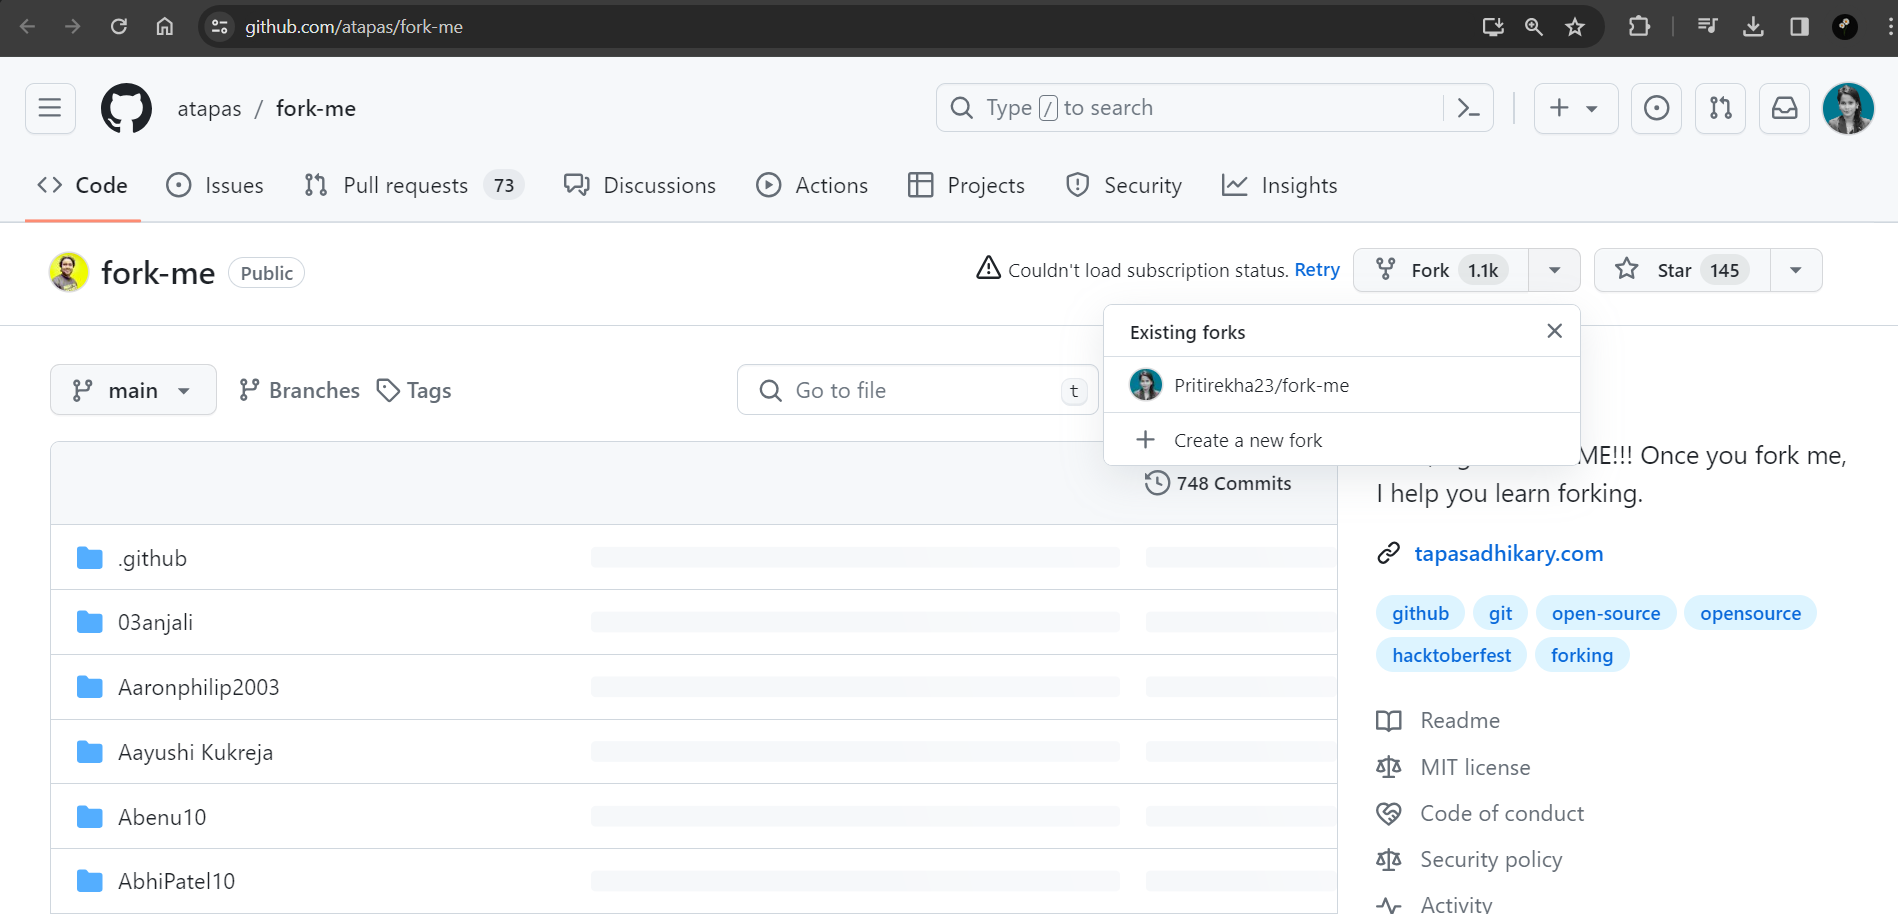 github.com/atapas/fork-me
atapas / fork-me
Type / to search
Code
Issues
Pull requests 73
Discussions
Actions
Projects
Security
Insights
fork-me Public
Couldn't load subscription status. Retry
Fork 1.1k
Star 145
Existing forks
Pritirekha23/fork-me
Create a new fork
main
Branches
Tags
Go to file t
748 Commits
.github
03anjali
Aaronphilip2003
Aayushi Kukreja
Abenu10
AbhiPatel10
ME!!! Once you fork me,
I help you learn forking.
tapasadhikary.com
github git open-source opensource
hacktoberfest forking
Readme
MIT license
Code of conduct
Security policy
Activity